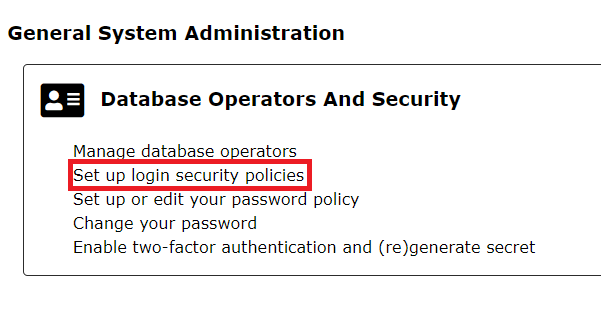 General System Administration
Database Operators And Security
Manage database operators
Set up login security policies
Set up or edit your password policy
Change your password
Enable two-factor authentication and (re)generate secret